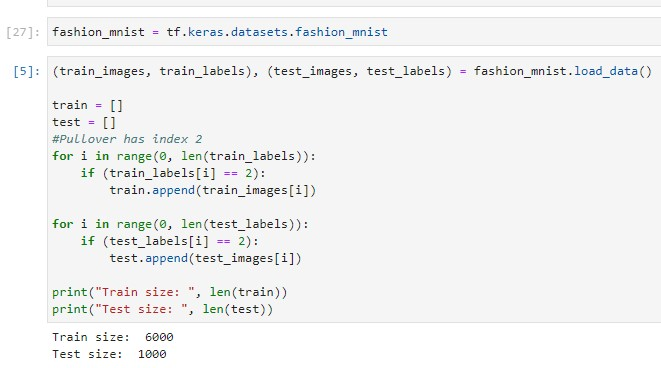 [27]: fashion_mnist = tf.keras.datasets.fashion_mnist
[5]: (train_images, train_labels), (test_images, test_labels) = fashion_mnist.load_data()
train = []
test = []
#Pullover has index 2
for i in range(0, len(train_labels)):
    if (train_labels[i] == 2):
        train.append(train_images[i])
for i in range(0, len(test_labels)):
    if (test_labels[i] == 2):
        test.append(test_images[i])
print("Train size: ", len(train))
print("Test size: ", len(test))
Train size:  6000
Test size:  1000